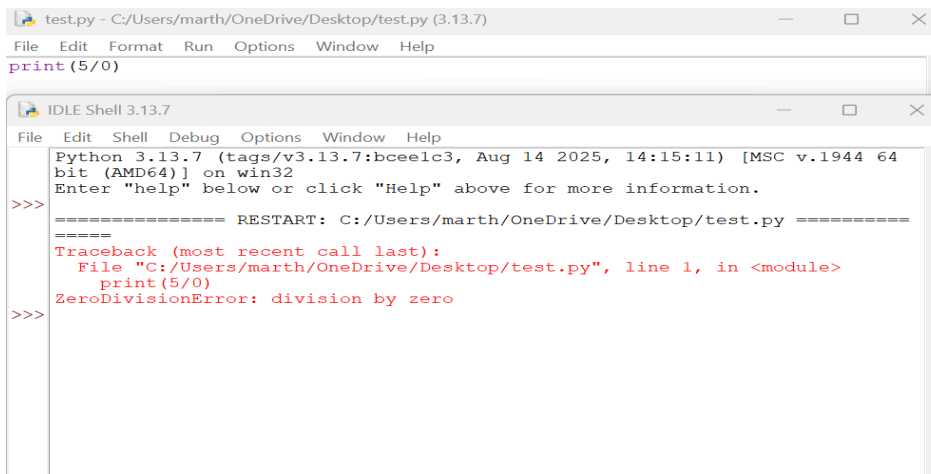 test.py - C:/Users/marth/OneDrive/Desktop/test.py (3.13.7)
File Edit Format Run Options Window Help
print(5/0)
IDLE Shell 3.13.7
File Edit Shell Debug Options Window Help
Python 3.13.7 (tags/v3.13.7:bcee1c3, Aug 14 2025, 14:15:11) [MSC v.1944 64
bit (AMD64)] on win32
Enter "help" below or click "Help" above for more information.
>>>
=============== RESTART: C:/Users/marth/OneDrive/Desktop/test.py ==========
=====
Traceback (most recent call last):
  File "C:/Users/marth/OneDrive/Desktop/test.py", line 1, in <module>
    print(5/0)
ZeroDivisionError: division by zero
>>>